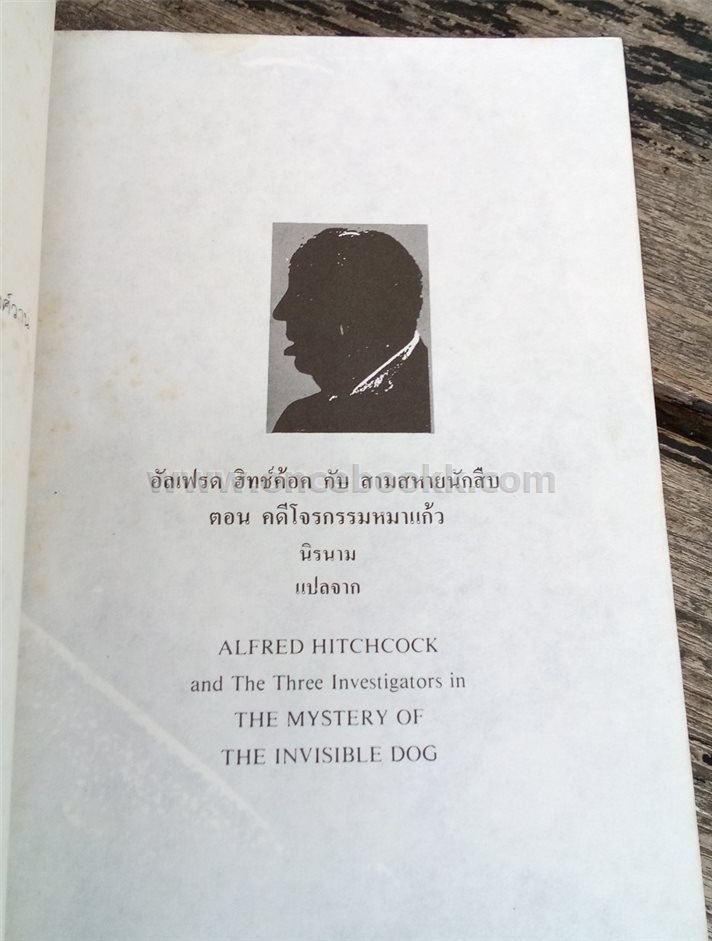 อัลเฟรด ฮิทช์ค้อค กับ สามสหายนักสืบ
www.oncebookk.com
ตอน คดีโจรกรรมหมาแก้ว
นิรนาม
แปลจาก
ALFRED HITCHCOCK
and The Three Investigators in
THE MYSTERY OF
THE INVISIBLE DOG